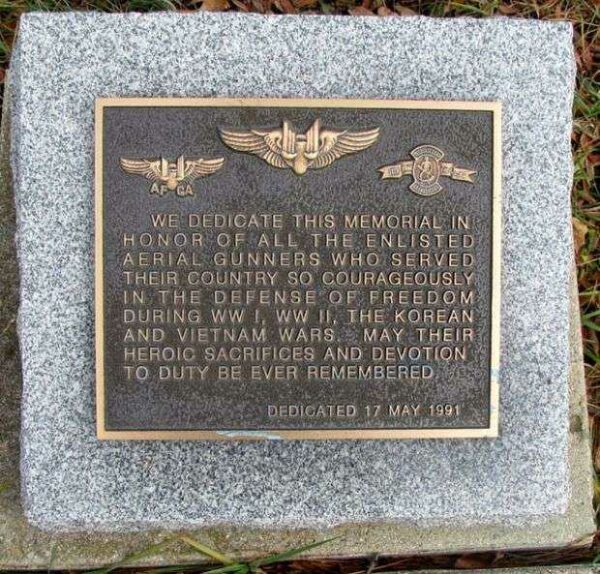 AF GA
WE DEDICATE THIS MEMORIAL IN
HONOR OF ALL THE ENLISTED
AERIAL GUNNERS WHO SERVED
THEIR COUNTRY SO COURAGEOUSLY
IN THE DEFENSE OF FREEDOM
DURING WW I, WW II, THE KOREAN
AND VIETNAM WARS. MAY THEIR
HEROIC SACRIFICES AND DEVOTION
TO DUTY BE EVER REMEMBERED
DEDICATED 17 MAY 1991